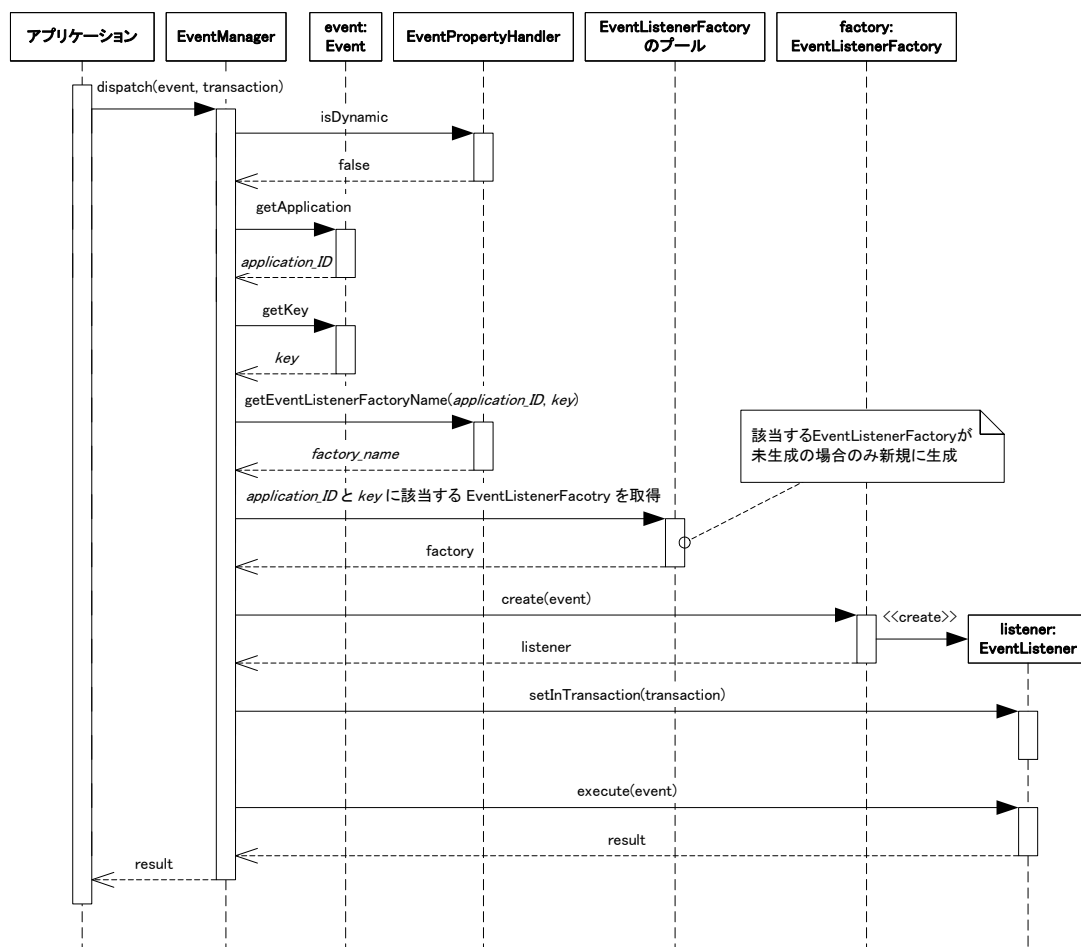 アプリケーション
EventManager
event:
Event
EventPropertyHandler
EventListenerFactory
のプール
factory:
EventListenerFactory
dispatch(event, transaction)
isDynamic
false
getApplication
application_ID
getKey
key
getEventListenerFactoryName(application_ID, key)
factory_name
該当するEventListenerFactoryが
未生成の場合のみ新規に生成
application_ID と key に該当する EventListenerFacotry を取得
factory
create(event)
<<create>>
listener:
EventListener
listener
setInTransaction(transaction)
execute(event)
result
result